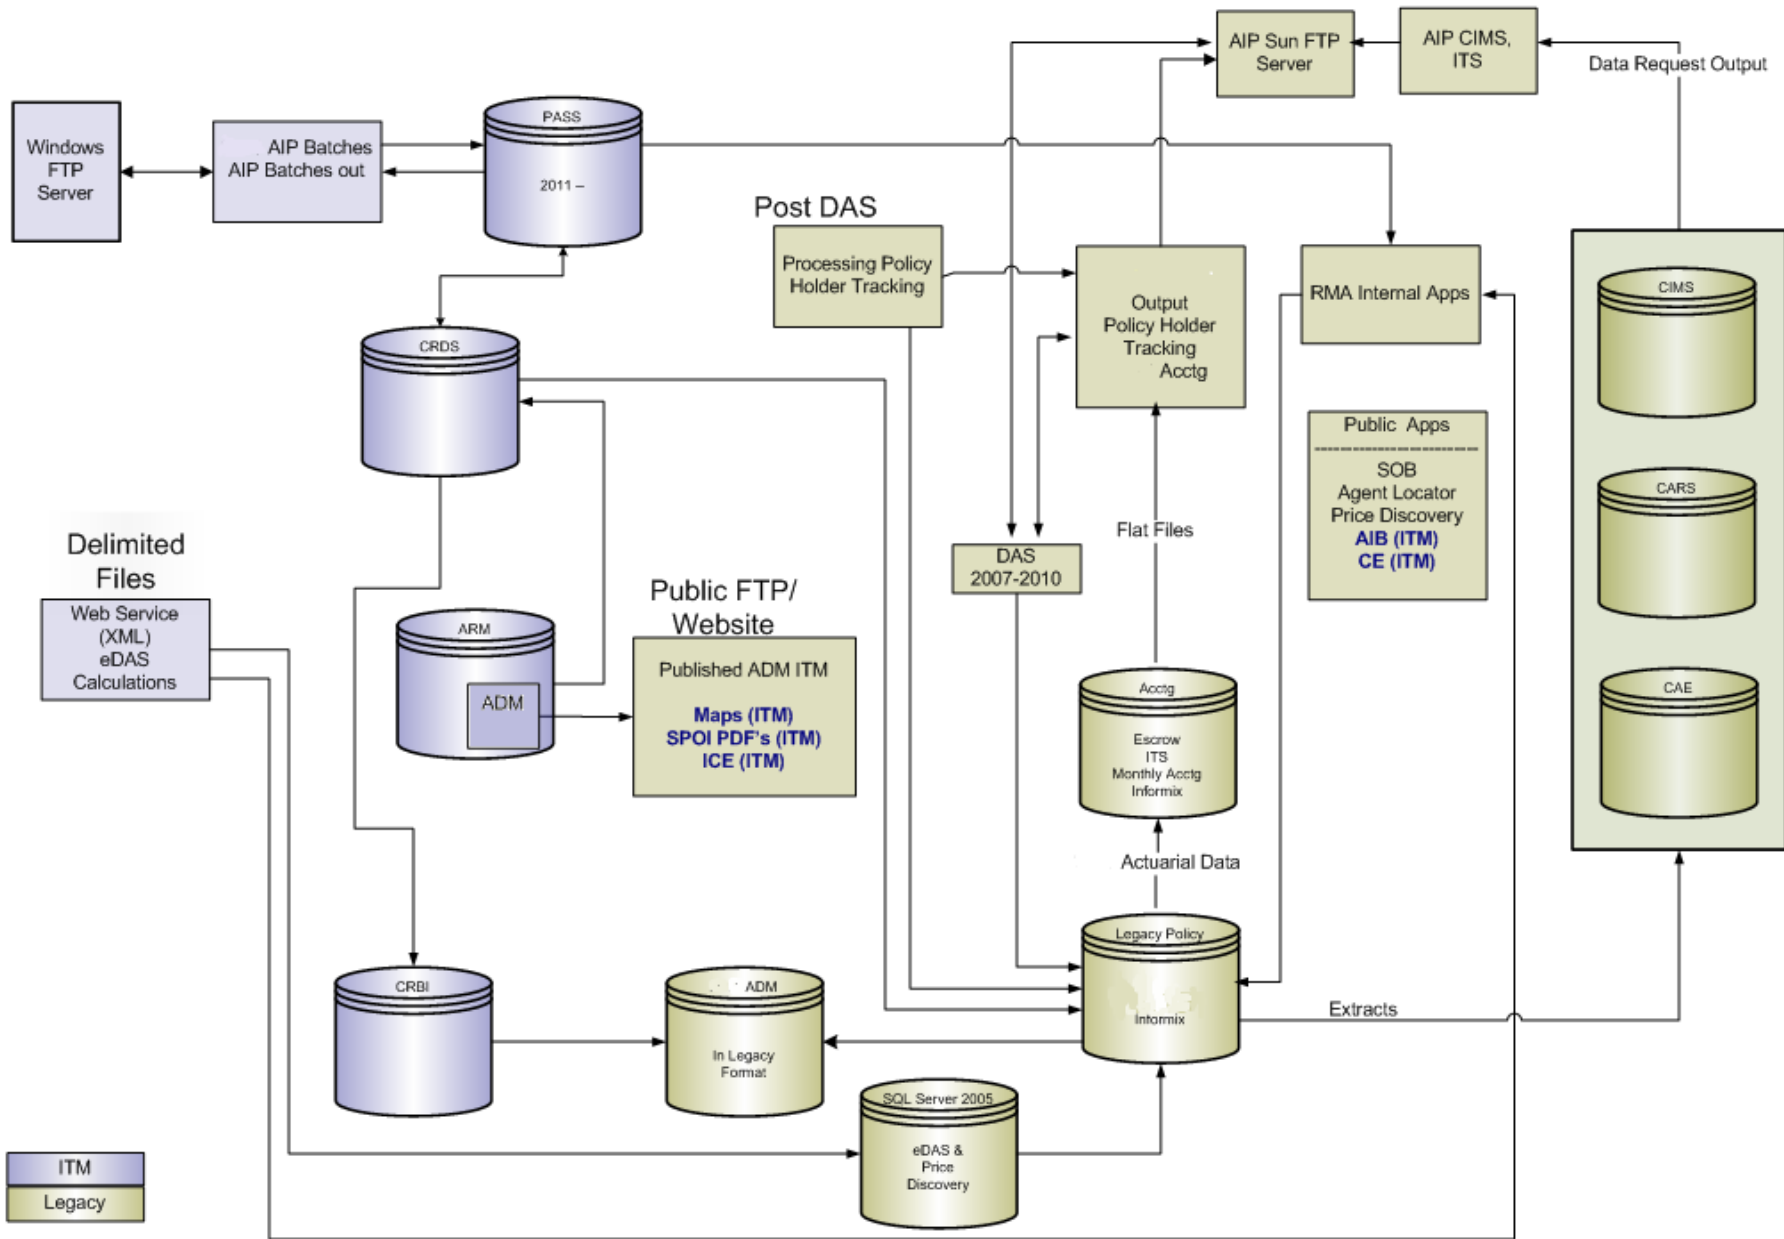 AIP Sun FTP
Server
AIP CIMS,
ITS
Data Request Output
Windows
FTP
Server
AIP Batches
AIP Batches out
PASS
2011 –
Post DAS
Processing Policy
Holder Tracking
Output
Policy Holder
Tracking
Acctg
RMA Internal Apps
CIMS
CRDS
Public Apps
--------------------------------
SOB
Agent Locator
Price Discovery
AIB (ITM)
CE (ITM)
CARS
Flat Files
DAS
2007-2010
Delimited
Files
Web Service
(XML)
eDAS
Calculations
Public FTP/
Website
ARM
ADM
Published ADM ITM
Maps (ITM)
SPOI PDF's (ITM)
ICE (ITM)
Acctg
Escrow
ITS
Monthly Acctg
Informix
CAE
Actuarial Data
Legacy Policy
Informix
Extracts
CRBI
ADM
In Legacy
Format
SQL Server 2005
eDAS &
Price
Discovery
ITM
Legacy